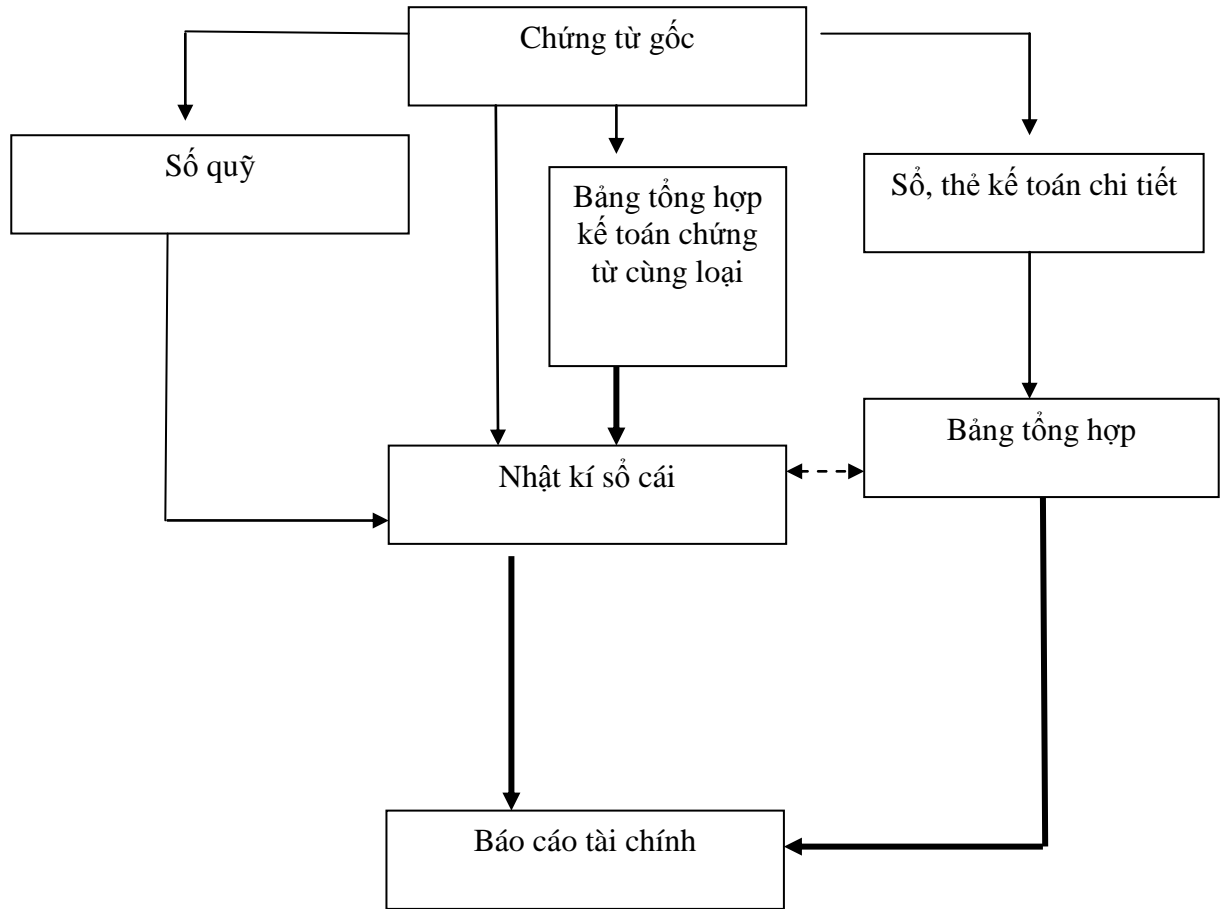 Chứng từ gốc
Số quỹ
Bảng tổng hợp
kế toán chứng
từ cùng loại
Sổ, thẻ kế toán chi tiết
Nhật kí sổ cái
Bảng tổng hợp
Báo cáo tài chính